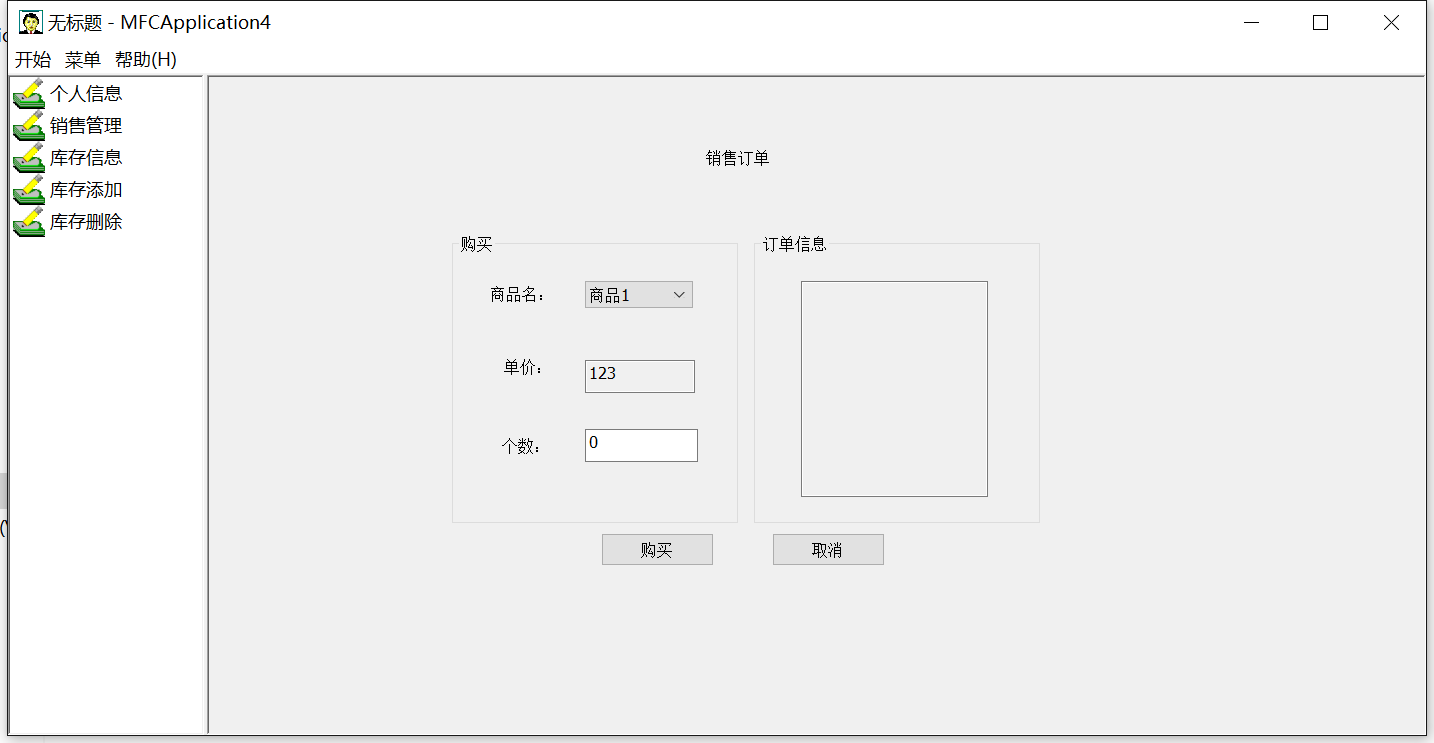 无标题 - MFCApplication4
开始 菜单 帮助(H)
个人信息
销售管理
库存信息
库存添加
库存删除
销售订单
购买
商品名：
商品1
单价：
123
个数：
0
订单信息
购买
取消